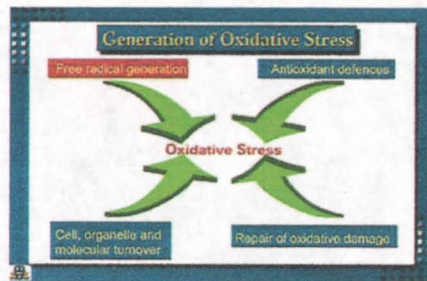 Generation of Oxidative Stress
Free radical generation
Antioxidant defences
Oxidative Stress
Cell, organelle and
molecular turnover
Repair of oxidative damage